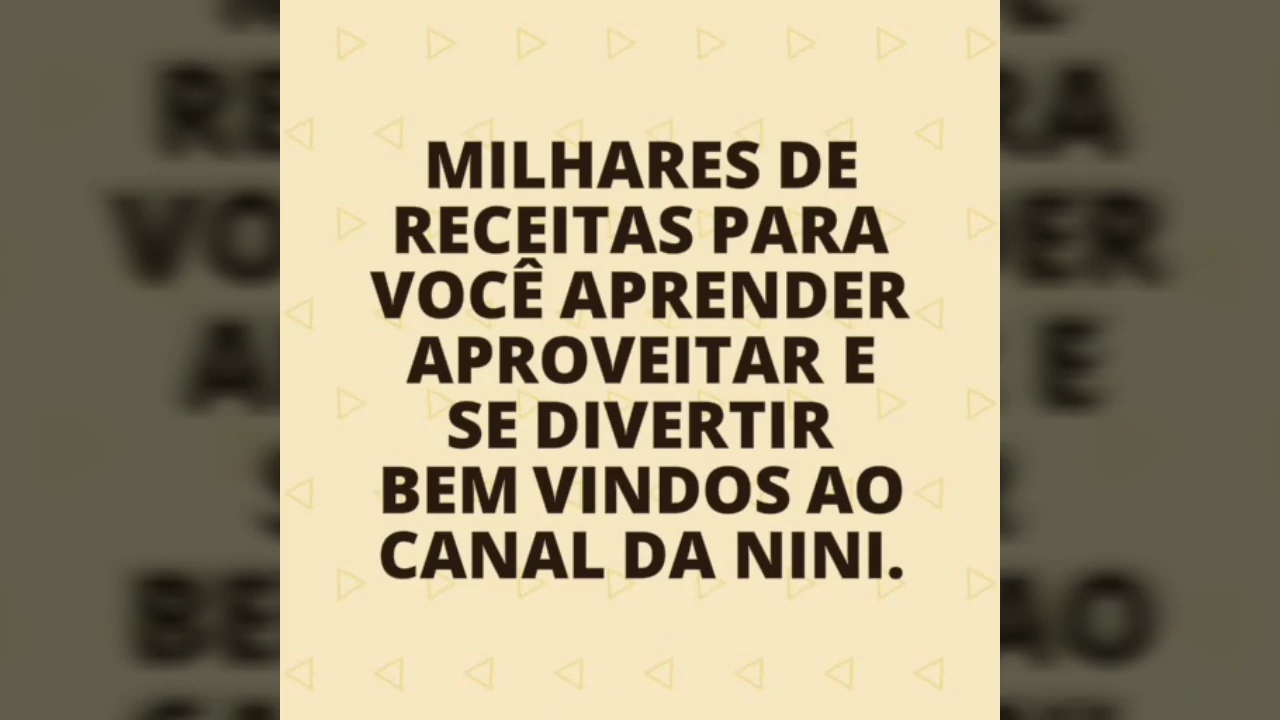 MILHARES DE
RECEITAS PARA
VOCÊ APRENDER
APROVEITAR E
SE DIVERTIR
BEM VINDOS AO
CANAL DA NINI.